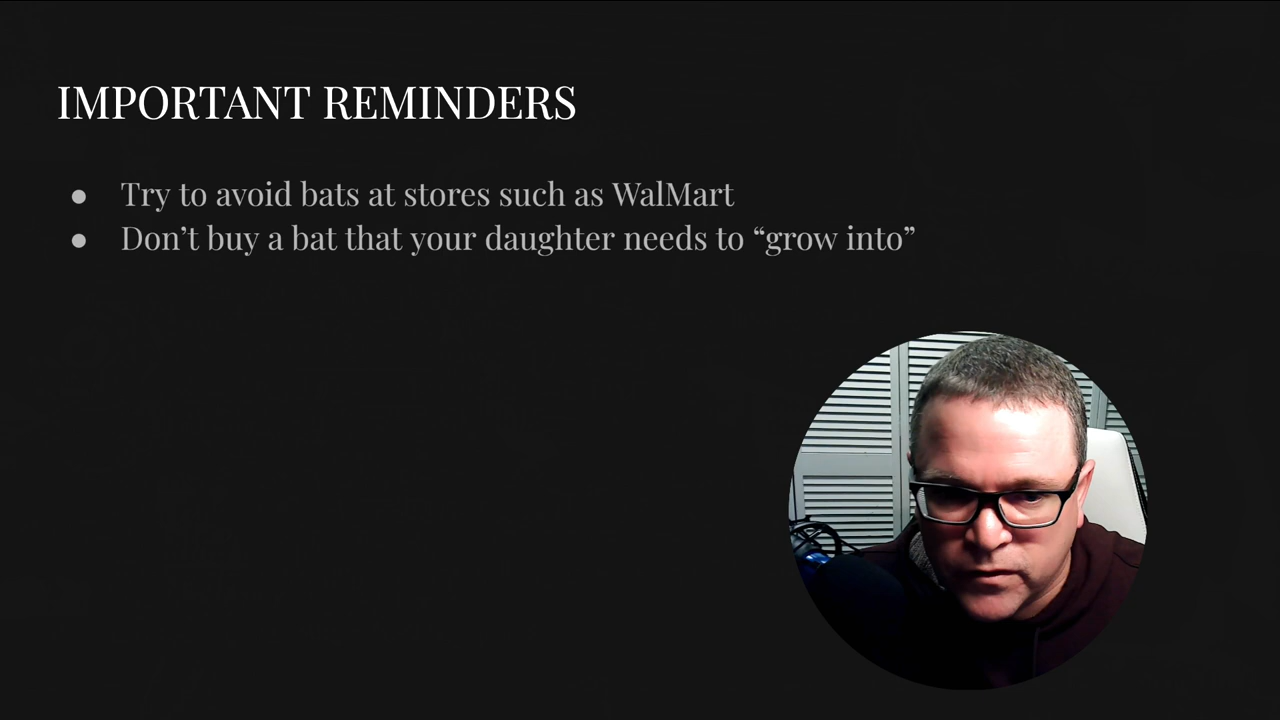 IMPORTANT REMINDERS
● Try to avoid bats at stores such as WalMart
● Don’t buy a bat that your daughter needs to “grow into”